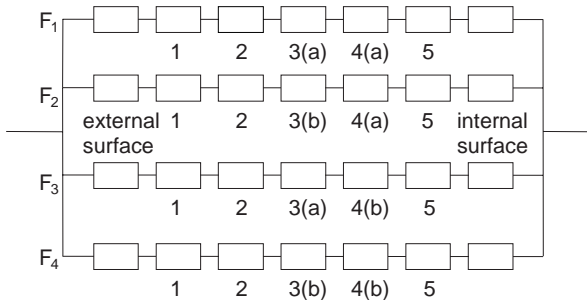 F1
1 2 3(a) 4(a) 5
F2
external surface
1 2 3(b) 4(a) 5
internal surface
F3
1 2 3(a) 4(b) 5
F4
1 2 3(b) 4(b) 5